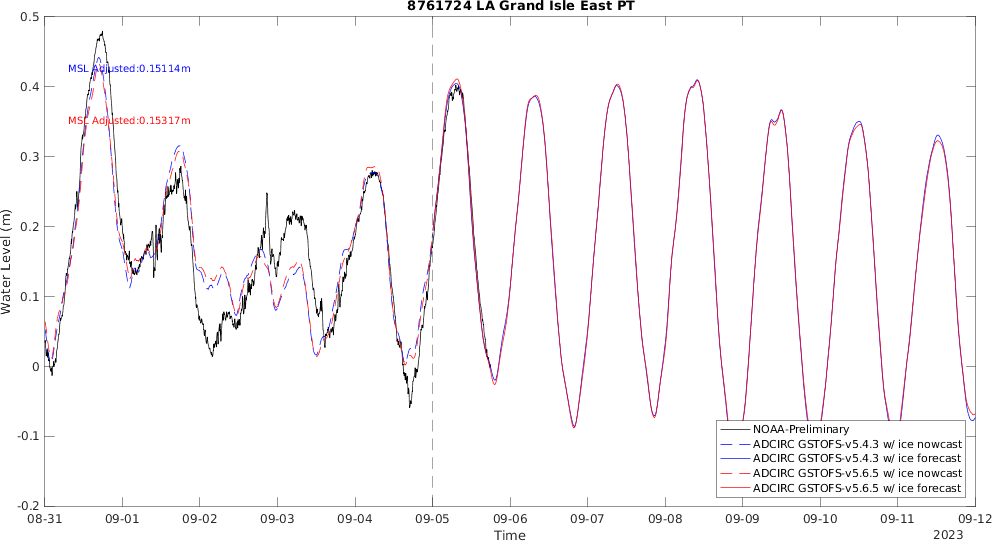 8761724 LA Grand Isle East PT
0.5
MSL Adjusted:0.15114m
0.4
MSL Adjusted:0.15317m
0.3
0.2
Water Level (m)
0.1
0
-0.1
NOAA-Preliminary
ADCIRC GSTOFS-v5.4.3 w/ ice nowcast
ADCIRC GSTOFS-v5.4.3 w/ ice forecast
ADCIRC GSTOFS-v5.6.5 w/ ice nowcast
ADCIRC GSTOFS-v5.6.5 w/ ice forecast
-0.2
08-31 09-01 09-02 09-03 09-04 09-05 09-06 09-07 09-08 09-09 09-10 09-11 09-12
Time
2023